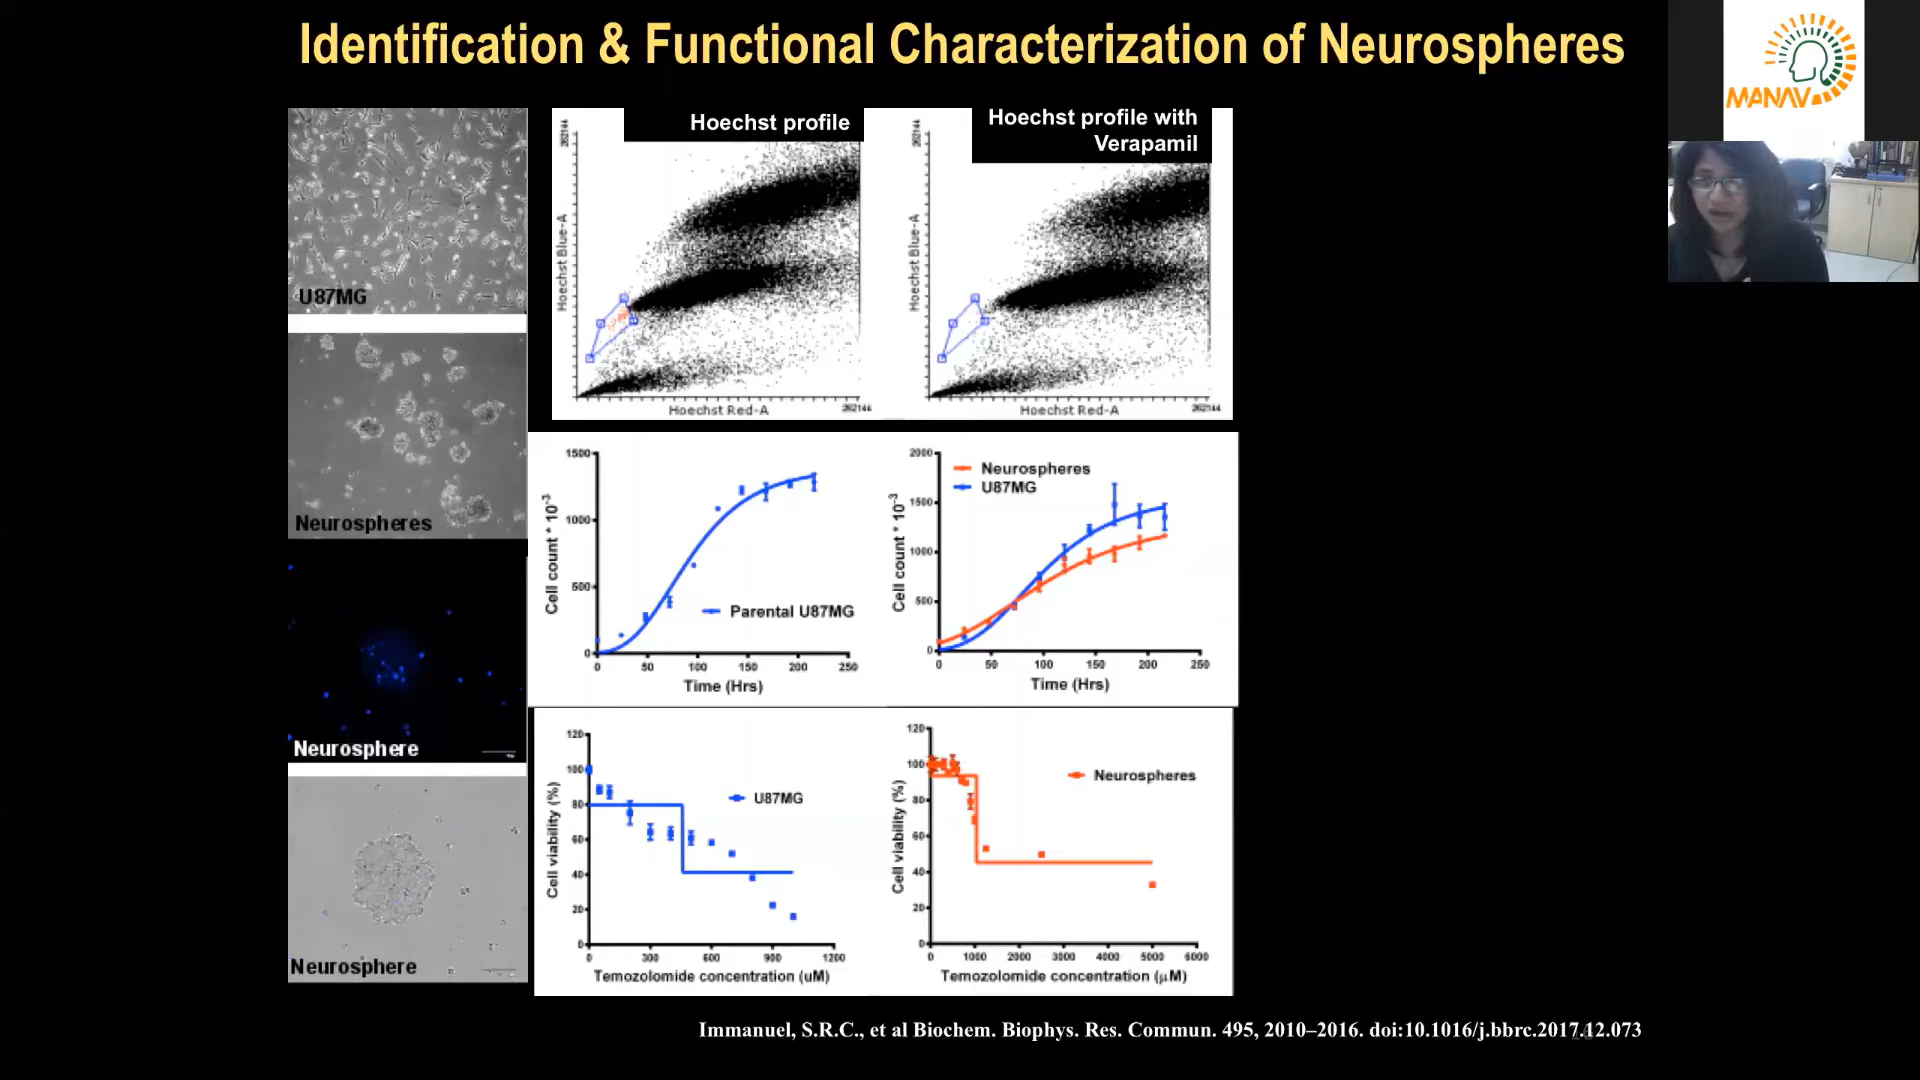 Identification & Functional Characterization of Neurospheres
MANAV
U87MG
Neurospheres
Neurosphere
Neurosphere
Hoechst profile
262144
Hoechst Blue-A
Hoechst Red-A
262144
Hoechst profile with
Verapamil
262144
Hoechst Blue-A
Hoechst Red-A
262144
1500
1000
500
0
Cell count * 10-3
Parental U87MG
0 50 100 150 200 250
Time (Hrs)
2000
1500
1000
500
0
Cell count * 10-3
Neurospheres
U87MG
0 50 100 150 200 250
Time (Hrs)
120
100
80
60
40
20
0
Cell viability (%)
U87MG
0 300 600 900 1200
Temozolomide concentration (uM)
120
100
80
60
40
20
0
Cell viability (%)
Neurospheres
0 1000 2000 3000 4000 5000 6000
Temozolomide concentration (µM)
Immanuel, S.R.C., et al Biochem. Biophys. Res. Commun. 495, 2010–2016. doi:10.1016/j.bbrc.2017.12.073